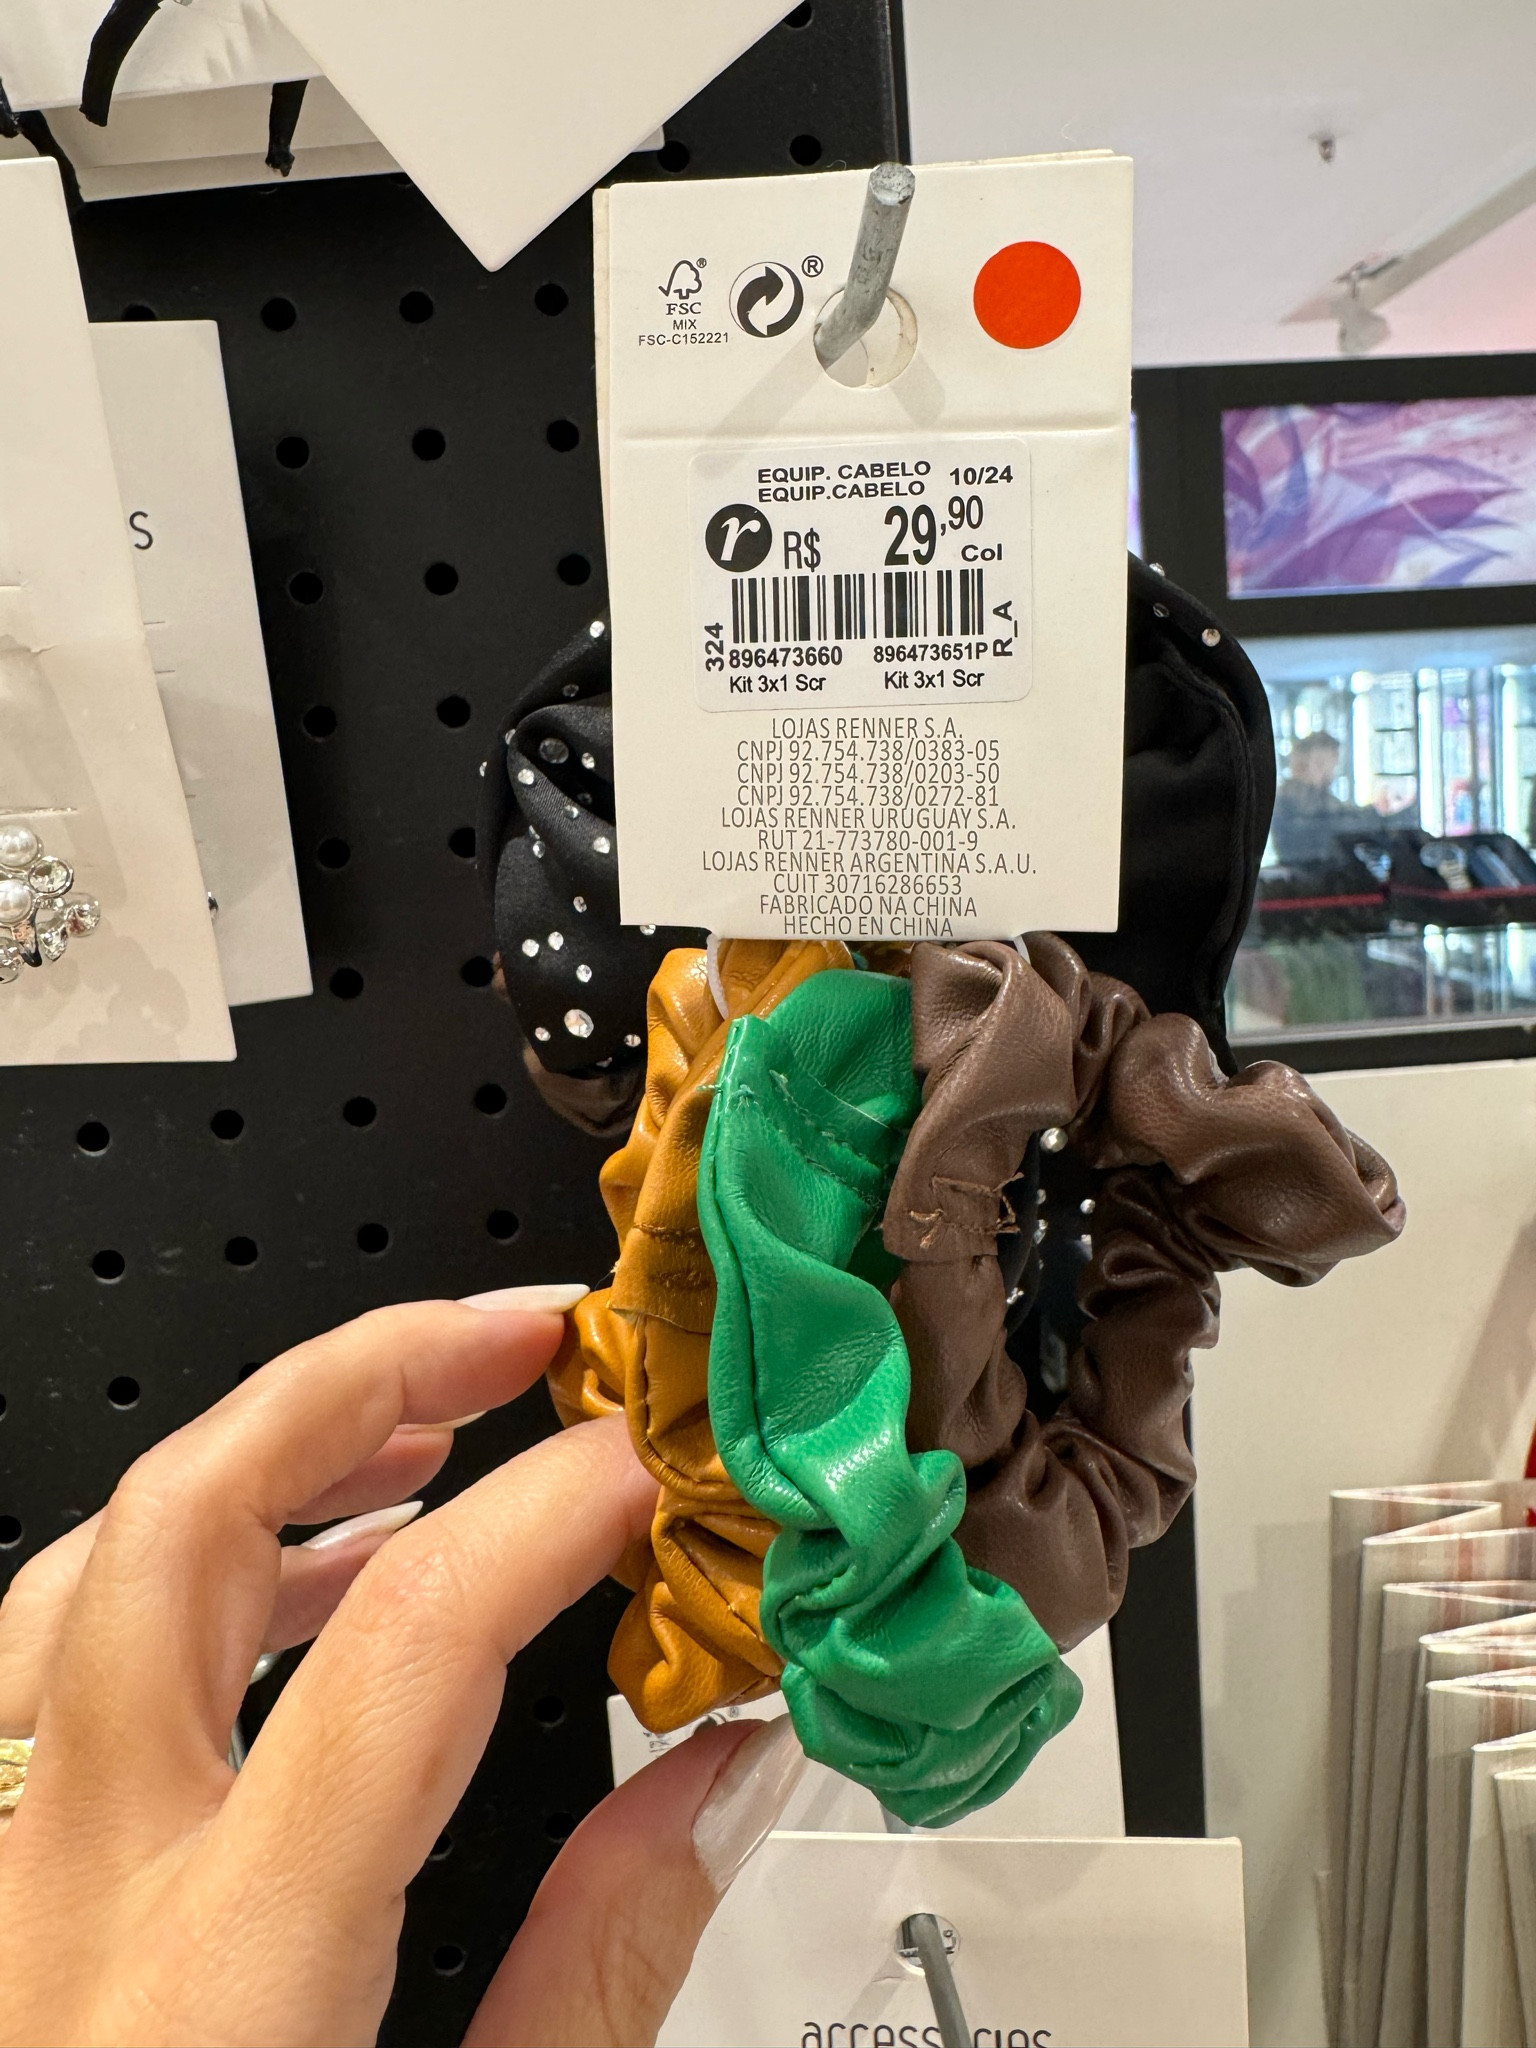 S
FSC®
MIX
FSC-C152221
®
EQUIP. CABELO 10/24
EQUIP.CABELO
r R$ 29,90
Col
324
R_A
896473660 896473651P
Kit 3x1 Scr Kit 3x1 Scr
LOJAS RENNER S.A.
CNPJ 92.754.738/0383-05
CNPJ 92.754.738/0203-50
CNPJ 92.754.738/0272-81
LOJAS RENNER URUGUAY S.A.
RUT 21-773780-001-9
LOJAS RENNER ARGENTINA S.A.U.
CUIT 30716286653
FABRICADO NA CHINA
HECHO EN CHINA
accessories